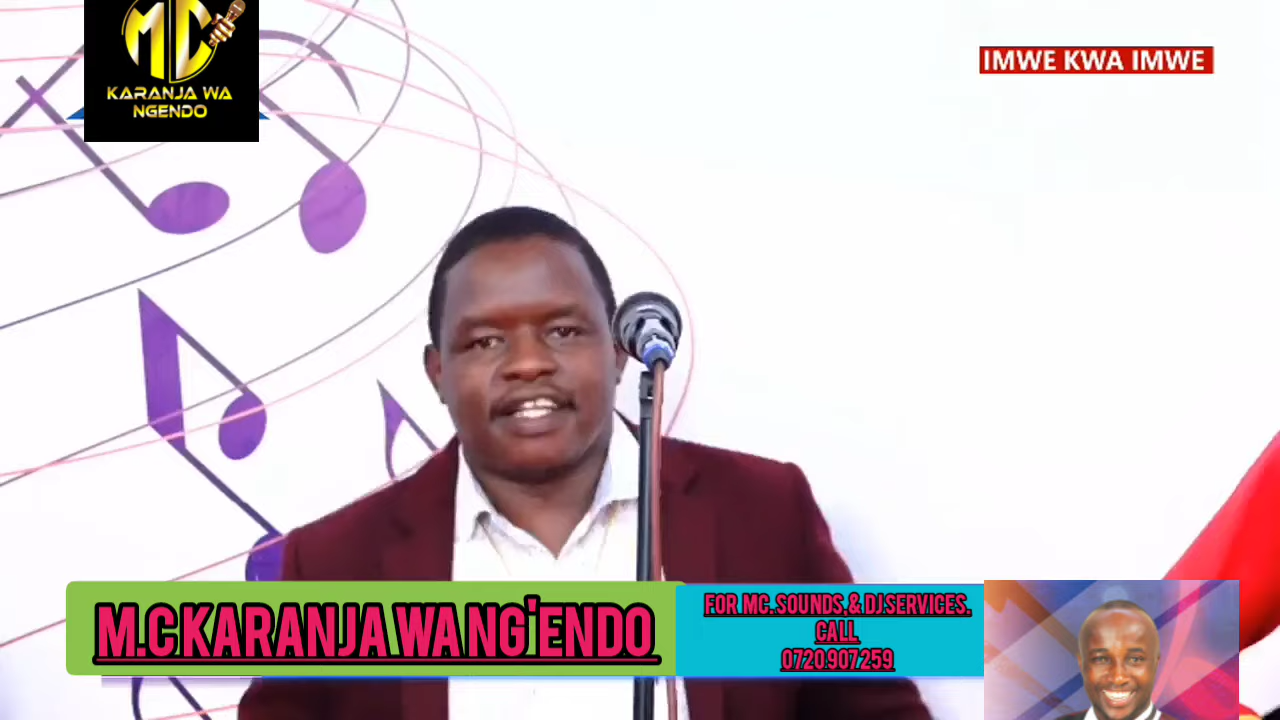 MC
KARANJA WA
NGENDO
IMWE KWA IMWE
M.C KARANJA WA NG'ENDO
FOR MC. SOUNDS,& DJ.SERVICES.
CALL
0720.907.259